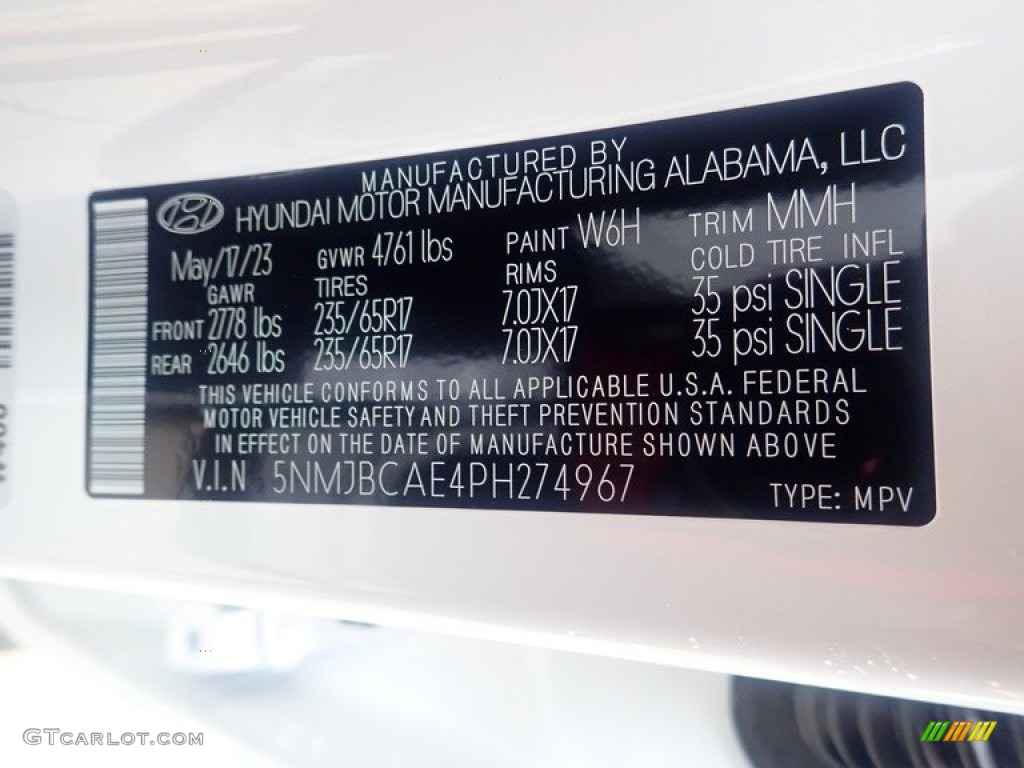 MANUFACTURED BY
HYUNDAI MOTOR MANUFACTURING ALABAMA, LLC
May/17/23 GVWR 4761 lbs PAINT W6H TRIM MMH
GAWR TIRES RIMS COLD TIRE INFL
FRONT 2778 lbs 235/65R17 7.0JX17 35 psi SINGLE
REAR 2646 lbs 235/65R17 7.0JX17 35 psi SINGLE
THIS VEHICLE CONFORMS TO ALL APPLICABLE U.S.A. FEDERAL
MOTOR VEHICLE SAFETY AND THEFT PREVENTION STANDARDS
IN EFFECT ON THE DATE OF MANUFACTURE SHOWN ABOVE
V.I.N 5NMJBCAE4PH274967
TYPE: MPV
GTCARLOT.COM